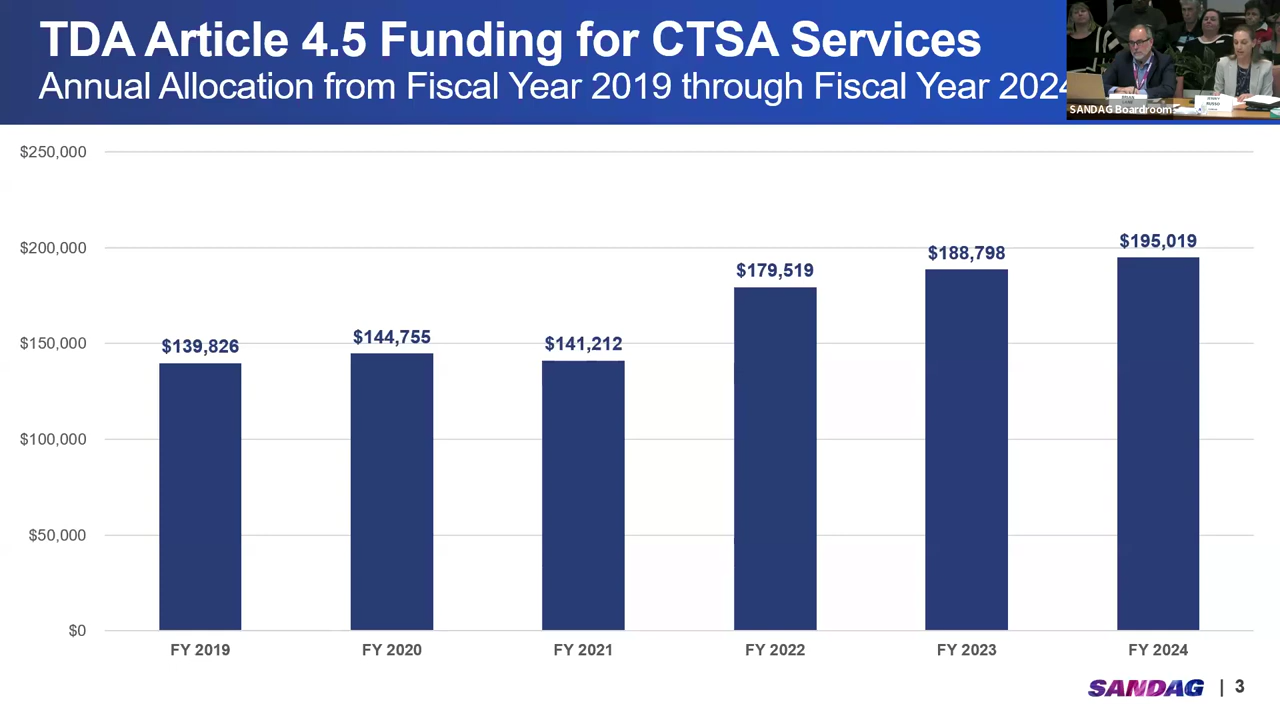 TDA Article 4.5 Funding for CTSA Services
Annual Allocation from Fiscal Year 2019 through Fiscal Year 2024
SANDAG Boardroom
$250,000
$200,000
$150,000
$100,000
$50,000
$0
$139,826
$144,755
$141,212
$179,519
$188,798
$195,019
FY 2019
FY 2020
FY 2021
FY 2022
FY 2023
FY 2024
SANDAG | 3